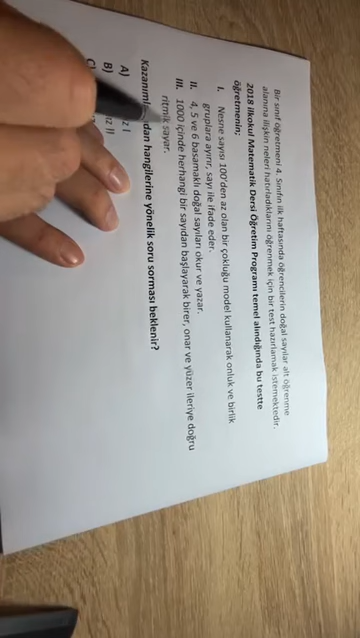 Bir sınıf öğretmeni 4. Sınıfın ilk haftasında öğrencilerin doğal sayılar alt öğrenme
alanına ilişkin neleri hatırladıklarını öğrenmek için bir test hazırlamak istemektedir.
2018 İlkokul Matematik Dersi Öğretim Programı temel alındığında bu testte
öğretmenin;
I. Nesne sayısı 100'den az olan bir çokluğu model kullanarak onluk ve birlik
gruplara ayırır, sayı ile ifade eder.
II. 4, 5 ve 6 basamaklı doğal sayıları okur ve yazar.
III. 1000 içinde herhangi bir sayıdan başlayarak birer, onar ve yüzer ileriye doğru
ritmik sayar.
hangilerine yönelik soru sorması beklenir?
A) I
B) II
C)